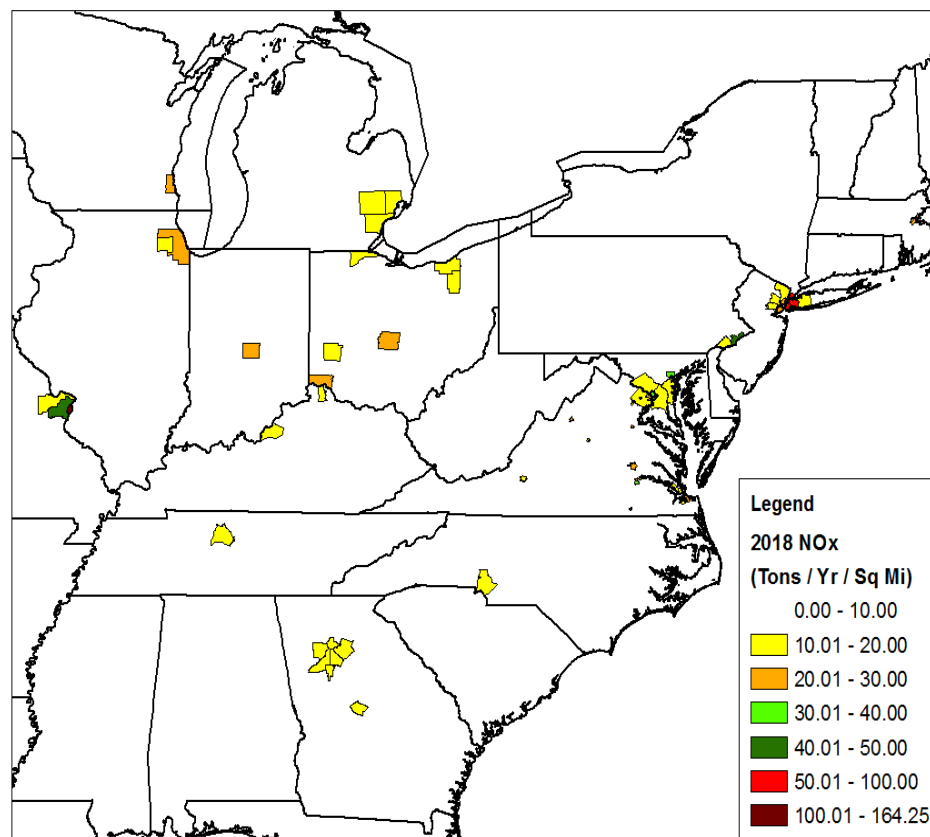 Legend
2018 NOx
(Tons / Yr / Sq Mi)
0.00 - 10.00
10.01 - 20.00
20.01 - 30.00
30.01 - 40.00
40.01 - 50.00
50.01 - 100.00
100.01 - 164.25